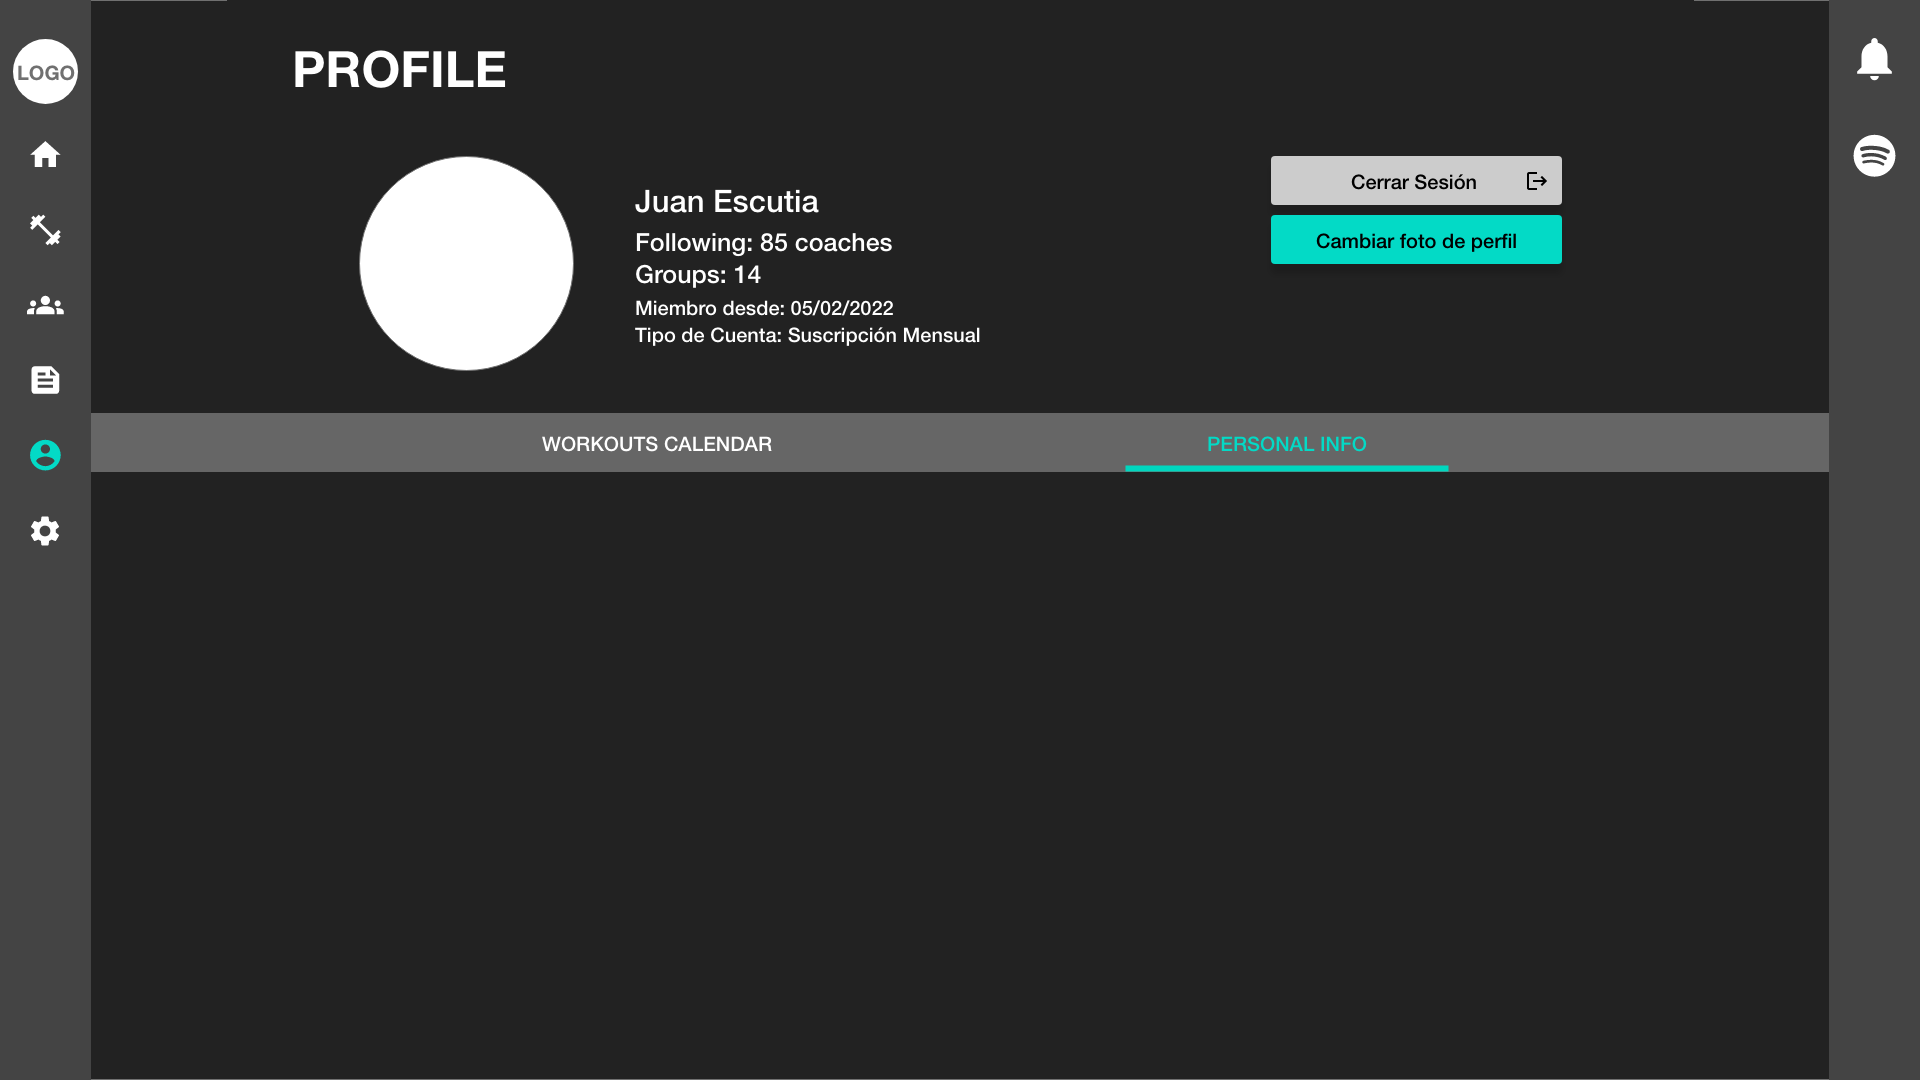 LOGO
PROFILE
Juan Escutia
Following: 85 coaches
Groups: 14
Miembro desde: 05/02/2022
Tipo de Cuenta: Suscripción Mensual
Cerrar Sesión
Cambiar foto de perfil
WORKOUTS CALENDAR
PERSONAL INFO